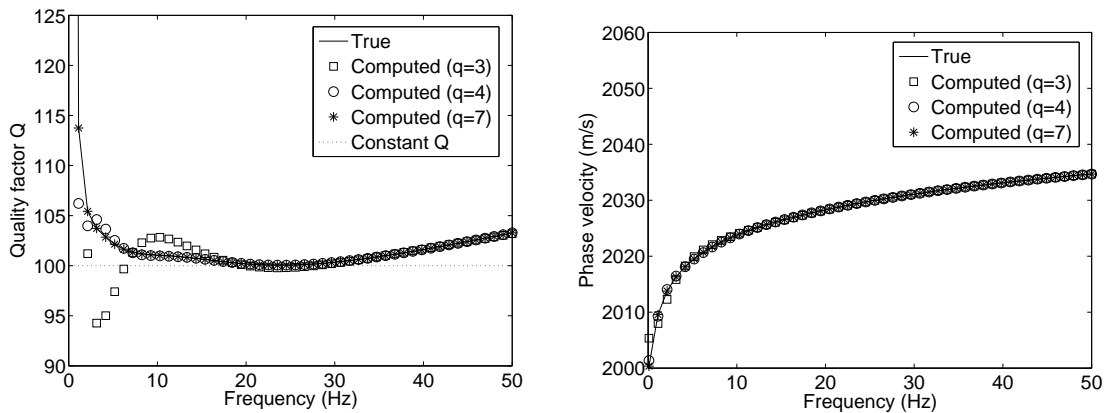 125
120
115
110
105
100
95
90
Quality factor Q
0
10
20
30
40
50
Frequency (Hz)
True
Computed (q=3)
Computed (q=4)
Computed (q=7)
Constant Q
2060
2050
2040
2030
2020
2010
2000
Phase velocity (m/s)
0
10
20
30
40
50
Frequency (Hz)
True
Computed (q=3)
Computed (q=4)
Computed (q=7)